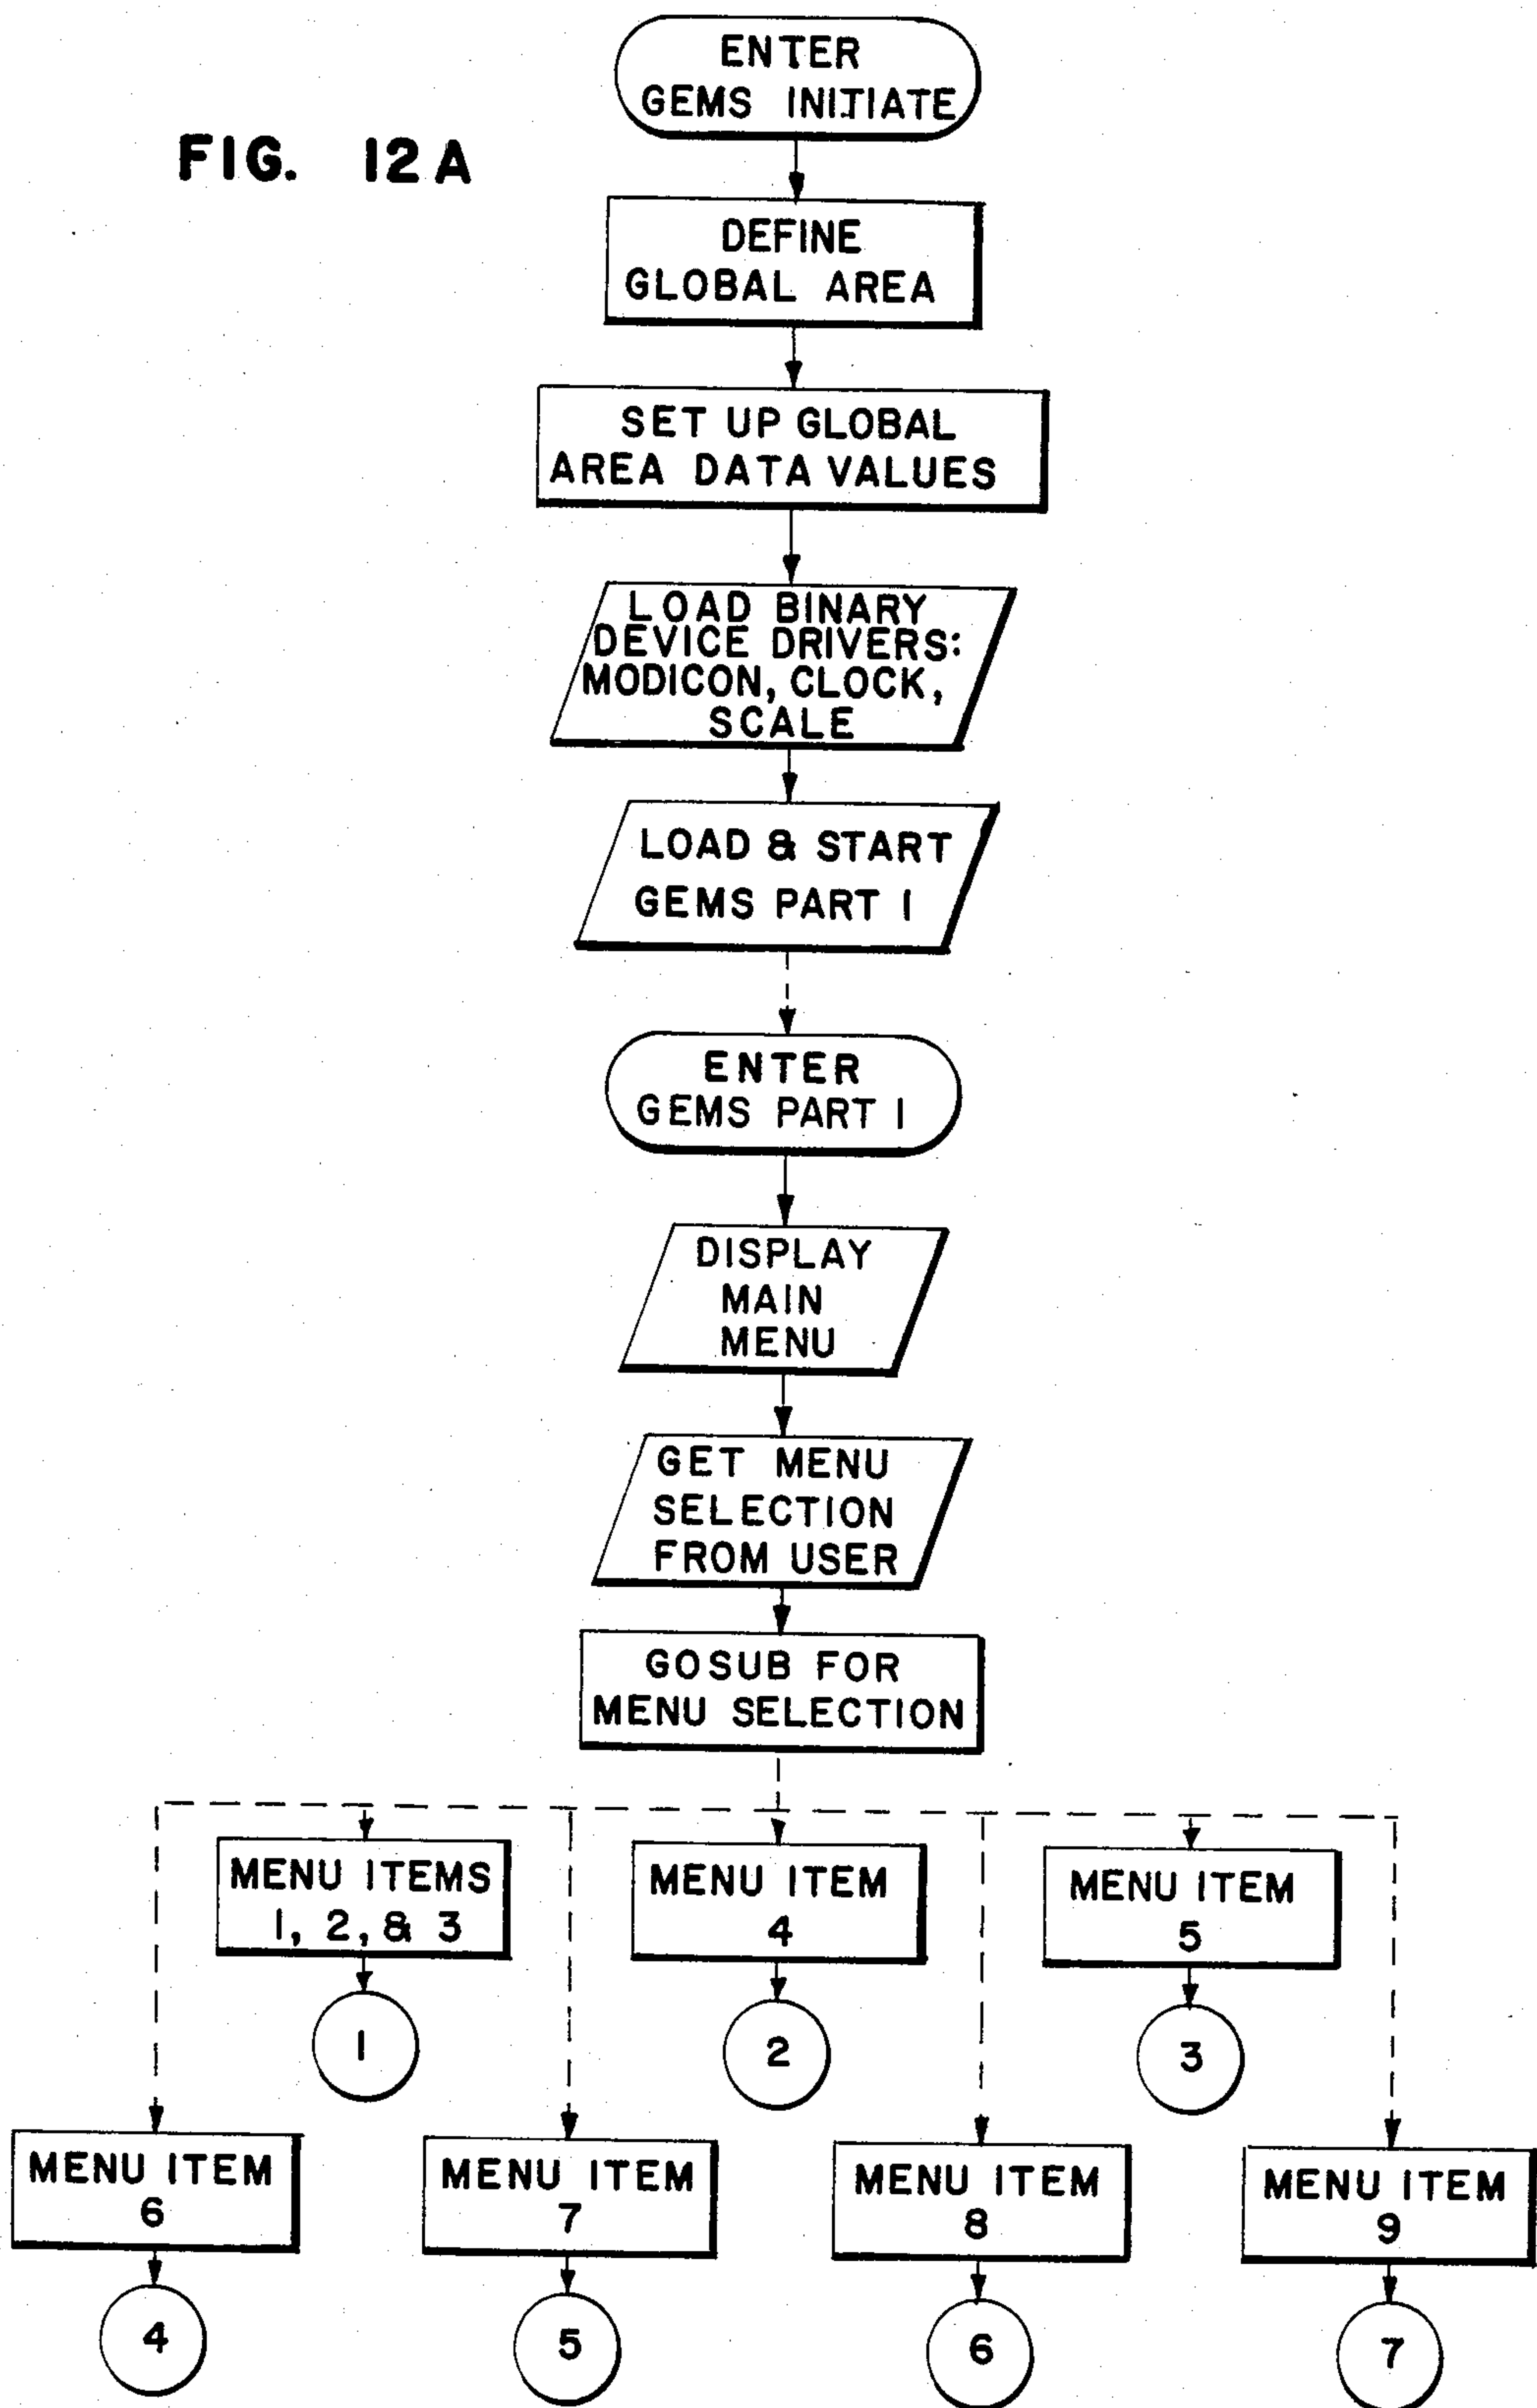 ENTER
GEMS INITIATE
FIG. 12A
DEFINE
GLOBAL AREA
SET UP GLOBAL
AREA DATA VALUES
LOAD BINARY
DEVICE DRIVERS:
MODICON, CLOCK,
SCALE
LOAD & START
GEMS PART 1
ENTER
GEMS PART 1
DISPLAY
MAIN
MENU
GET MENU
SELECTION
FROM USER
GOSUB FOR
MENU SELECTION
MENU ITEMS
1, 2, & 3
MENU ITEM
4
MENU ITEM
5
1
2
3
MENU ITEM
6
MENU ITEM
7
MENU ITEM
8
MENU ITEM
9
4
5
6
7